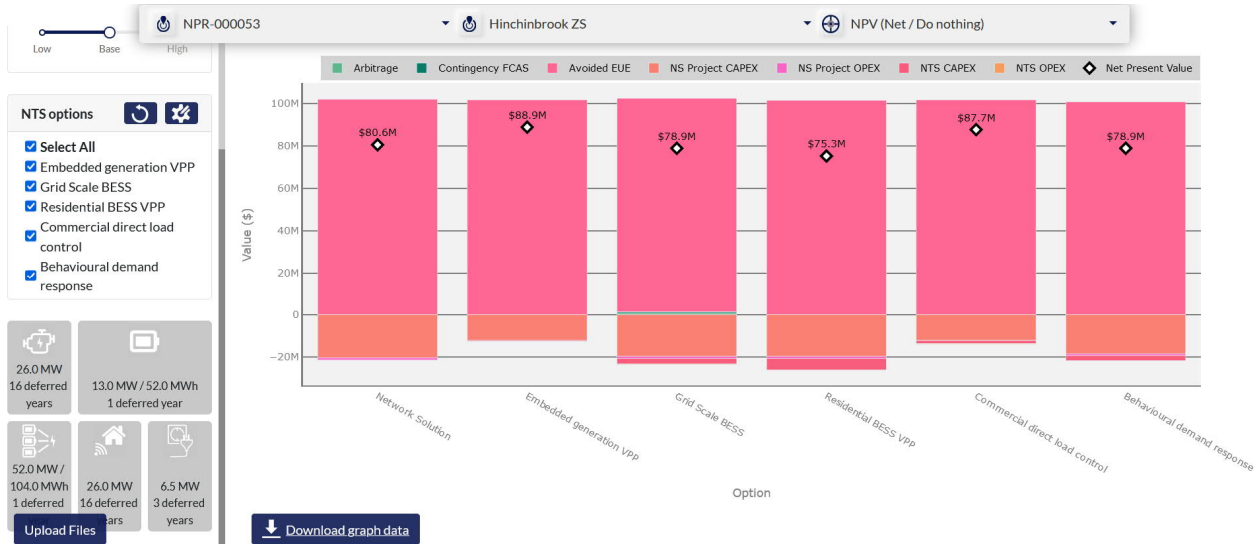 NPR-000053
Hinchinbrook ZS
NPV (Net / Do nothing)
Low
Base
High
NTS options
Select All
Embedded generation VPP
Grid Scale BESS
Residential BESS VPP
Commercial direct load
control
Behavioural demand
response
26.0 MW
16 deferred
years
13.0 MW / 52.0 MWh
1 deferred year
52.0 MW /
104.0 MWh
1 deferred
26.0 MW
16 deferred
years
6.5 MW
3 deferred
years
Upload Files
Arbitrage
Contingency FCAS
Avoided EUE
NS Project CAPEX
NS Project OPEX
NTS CAPEX
NTS OPEX
Net Present Value
Value ($)
100M
80M
60M
40M
20M
0
−20M
$80.6M
$88.9M
$78.9M
$75.3M
$87.7M
$78.9M
Network Solution
Embedded generation VPP
Grid Scale BESS
Residential BESS VPP
Commercial direct load control
Behavioural demand response
Option
Download graph data